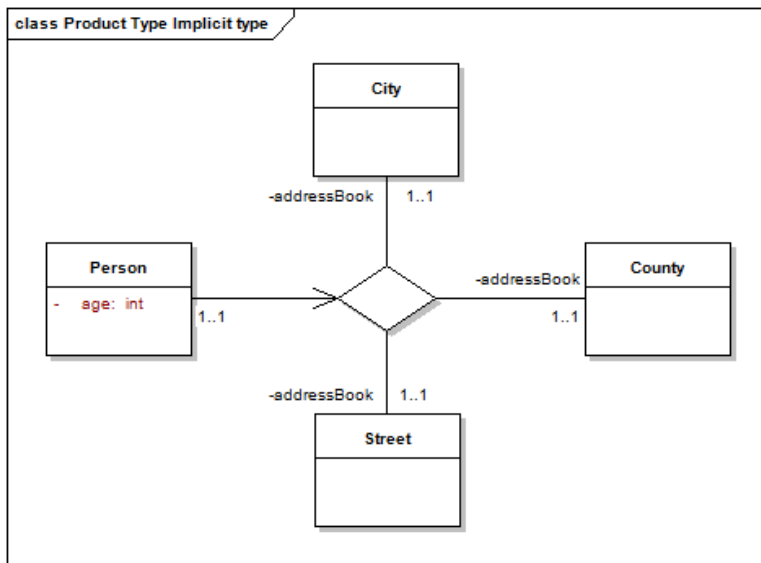 class Product Type Implicit type
City
-addressBook 1..1
Person
- age: int
1..1
-addressBook
1..1
County
-addressBook 1..1
Street